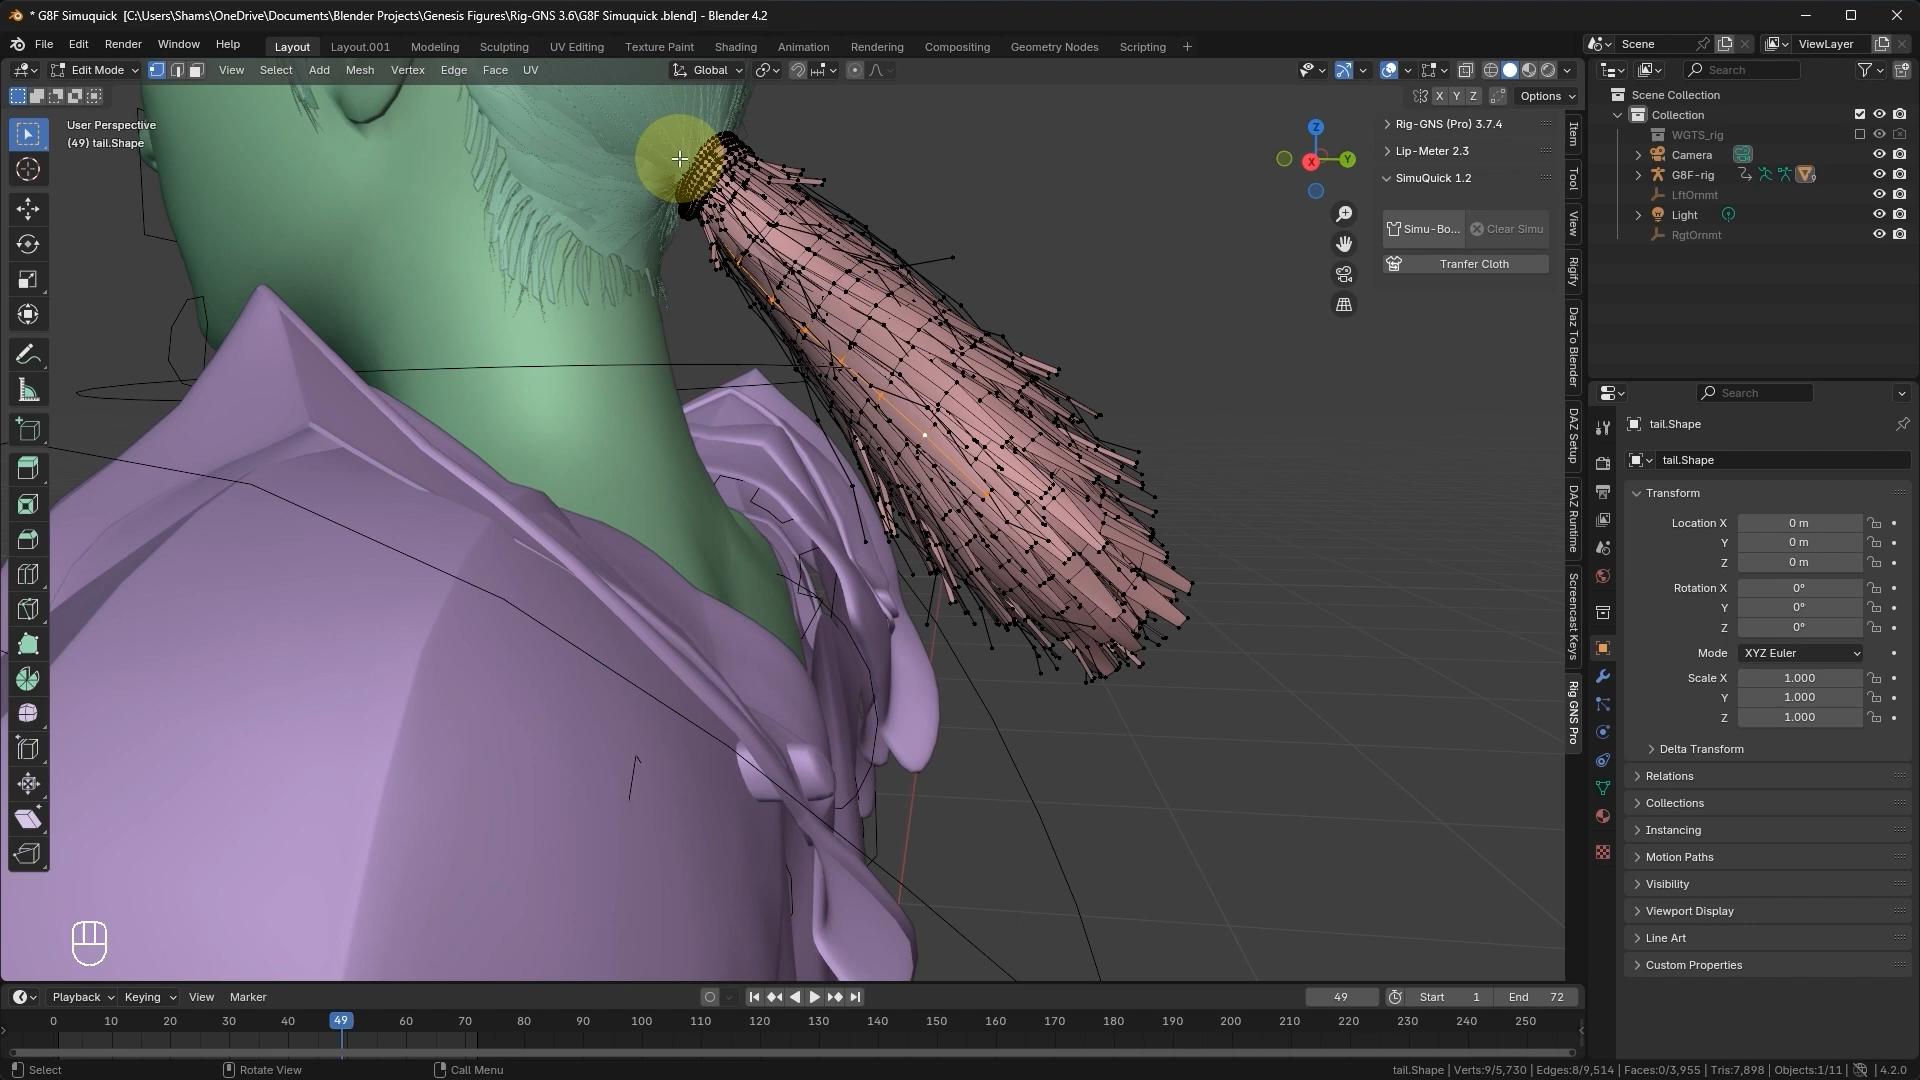 * G8F Simuquick [C:\Users\Shams\OneDrive\Documents\Blender Projects\Genesis Figures\Rig-GNS 3.6\G8F Simuquick .blend] - Blender 4.2
File Edit Render Window Help Layout Layout.001 Modeling Sculpting UV Editing Texture Paint Shading Animation Rendering Compositing Geometry Nodes Scripting + Scene ViewLayer
Edit Mode View Select Add Mesh Vertex Edge Face UV Global Search
X Y Z Options
User Perspective
(49) tail.Shape
Z
Y
X
Rig-GNS (Pro) 3.7.4
Lip-Meter 2.3
SimuQuick 1.2
Simu-Bo... Clear Simu
Tranfer Cloth
Item
Tool
View
Rigify
Daz To Blender
DAZ Setup
DAZ Runtime
Screencast Keys
Rig GNS Pro
Scene Collection
Collection
WGTS_rig
Camera
G8F-rig
LftOrnmt
Light
RgtOrnmt
Search
tail.Shape
tail.Shape
Transform
Location X 0 m
Y 0 m
Z 0 m
Rotation X 0°
Y 0°
Z 0°
Mode XYZ Euler
Scale X 1.000
Y 1.000
Z 1.000
Delta Transform
Relations
Collections
Instancing
Motion Paths
Visibility
Viewport Display
Line Art
Custom Properties
Playback Keying View Marker 49 Start 1 End 72
0 10 20 30 40 49 60 70 80 90 100 110 120 130 140 150 160 170 180 190 200 210 220 230 240 250
Select Rotate View Call Menu tail.Shape | Verts:9/5,730 | Edges:8/9,514 | Faces:0/3,955 | Tris:7,898 | Objects:1/11 | 4.2.0